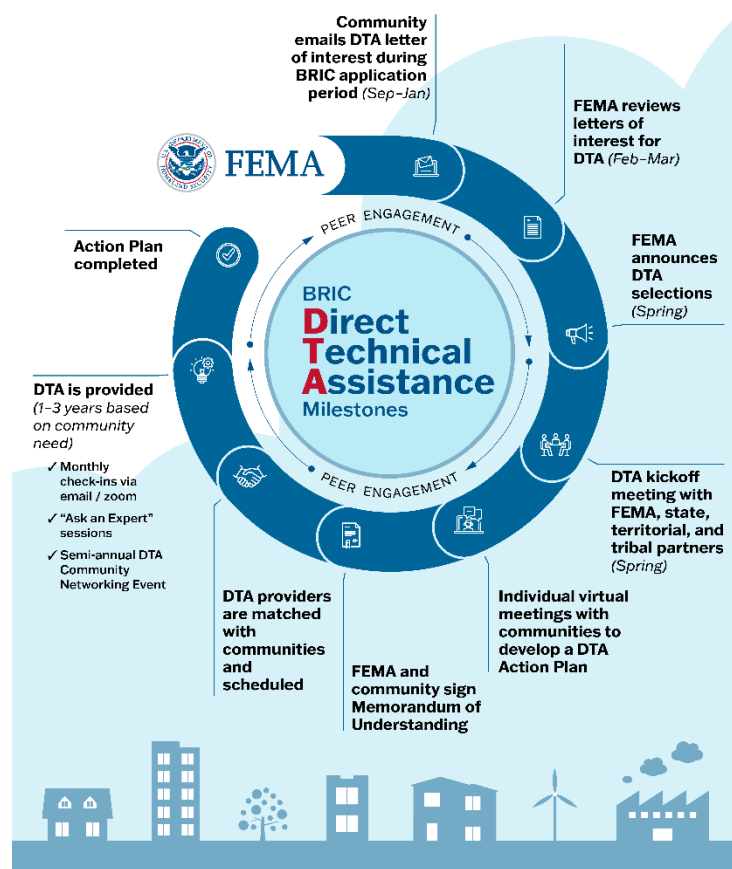 Community
emails DTA letter
of interest during
BRIC application
period (Sep–Jan)
FEMA reviews
letters of
interest for
DTA (Feb–Mar)
U.S. DEPARTMENT OF
HOMELAND SECURITY
FEMA
PEER ENGAGEMENT
Action Plan
completed
FEMA
announces
DTA
selections
(Spring)
BRIC
Direct
Technical
Assistance
Milestones
DTA is provided
(1–3 years based
on community
need)
✓ Monthly
check-ins via
email / zoom
✓ “Ask an Expert”
sessions
✓ Semi-annual DTA
Community
Networking Event
PEER ENGAGEMENT
DTA kickoff
meeting with
FEMA, state,
territorial, and
tribal partners
(Spring)
DTA providers
are matched
with
communities
and
scheduled
Individual virtual
meetings with
communities to
develop a DTA
Action Plan
FEMA and
community sign
Memorandum of
Understanding